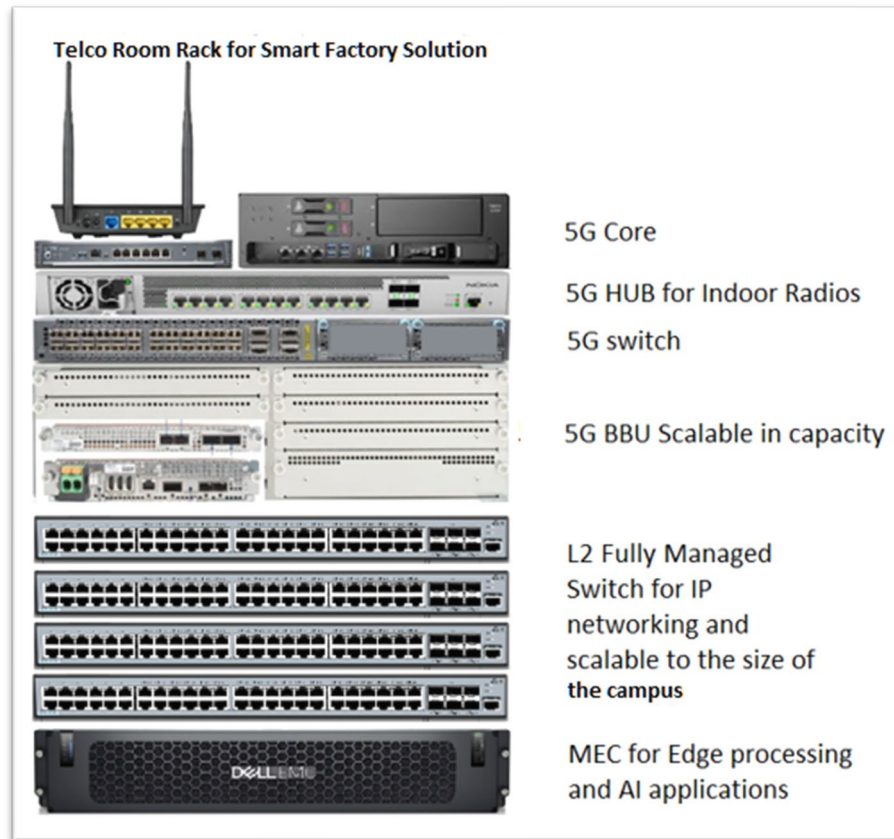 Telco Room Rack for Smart Factory Solution
5G Core
NOKIA
5G HUB for Indoor Radios
5G switch
5G BBU Scalable in capacity
L2 Fully Managed
Switch for IP
networking and
scalable to the size of
the campus
DELL EMC
MEC for Edge processing
and AI applications